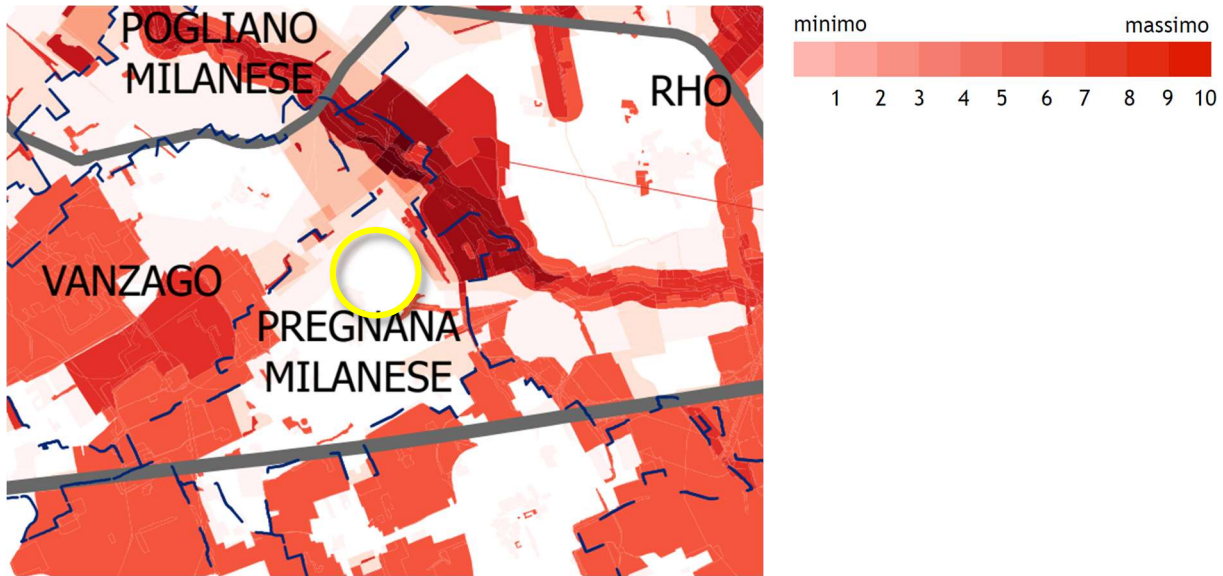 POGLIANO
MILANESE
RHO
VANZAGO
PREGNANA
MILANESE
minimo massimo
1 2 3 4 5 6 7 8 9 10